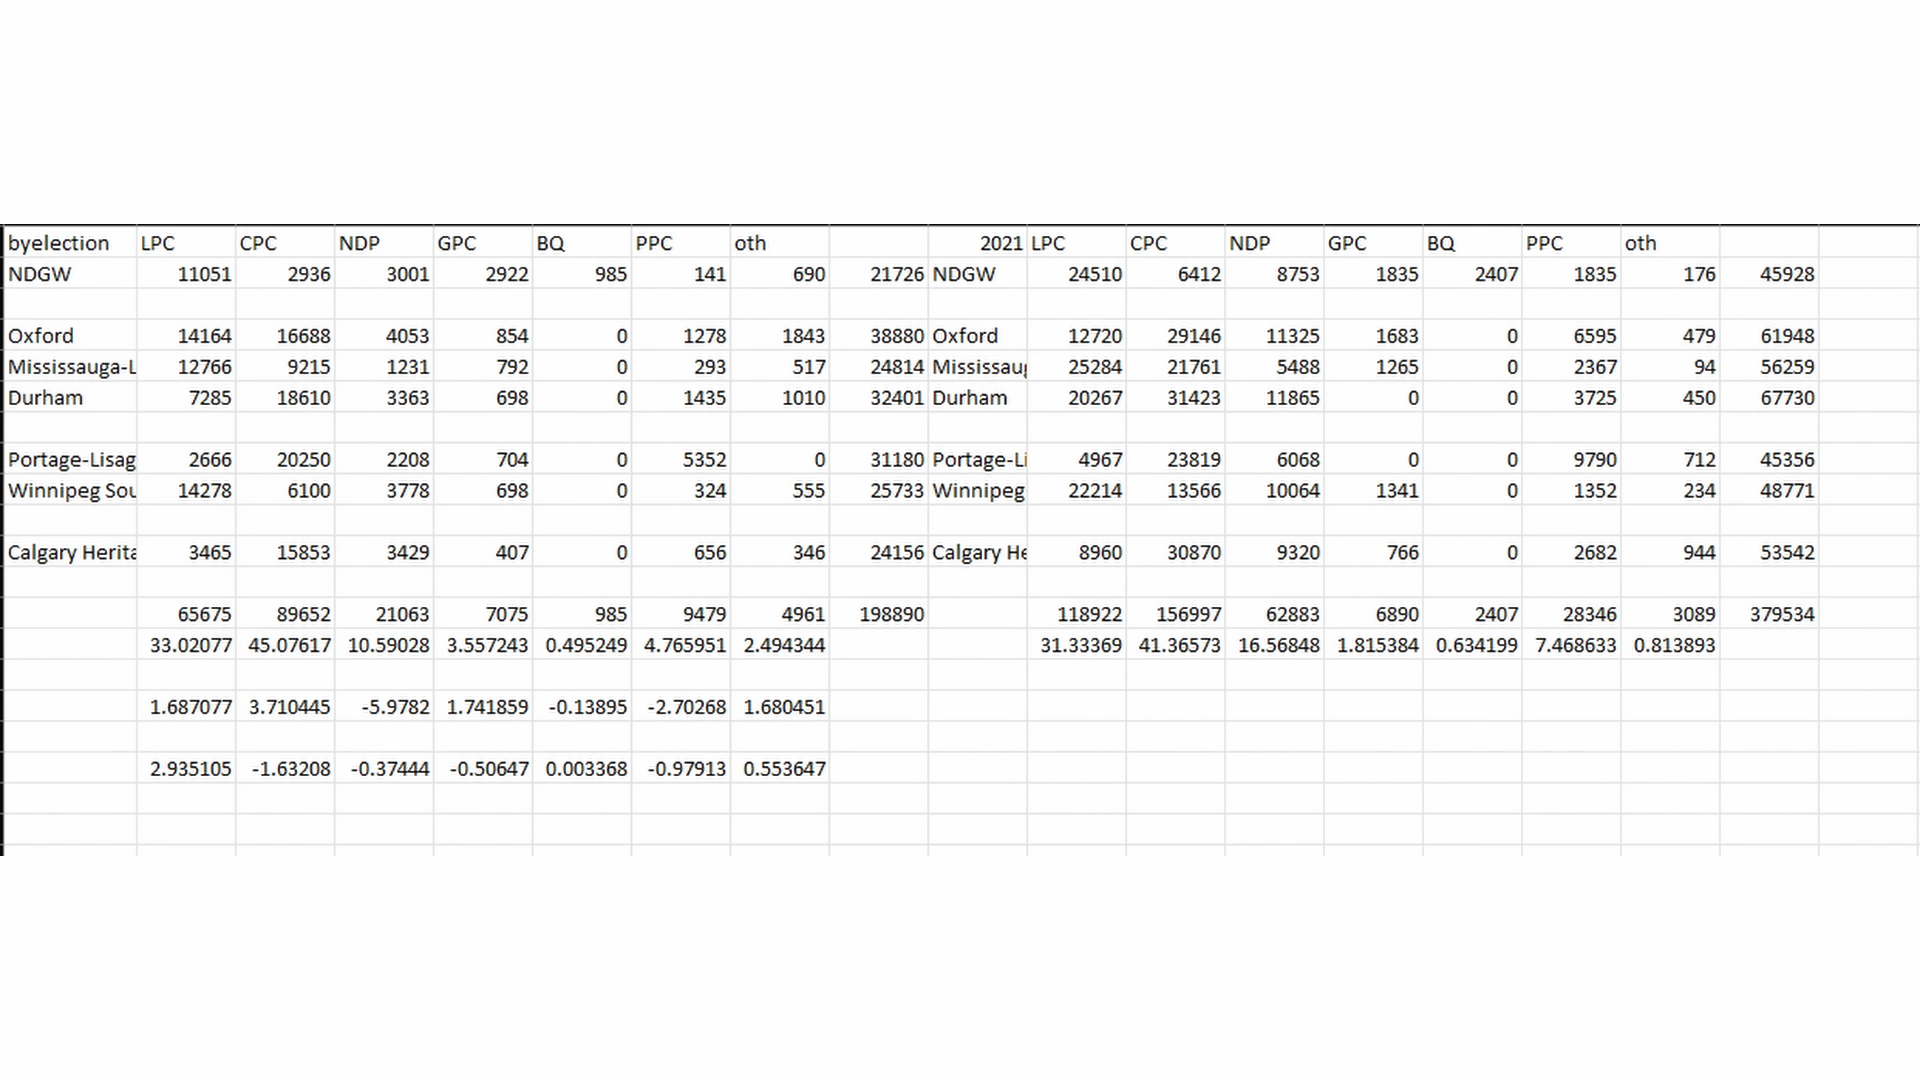 byelection LPC CPC NDP GPC BQ PPC oth 2021 LPC CPC NDP GPC BQ PPC oth
NDGW 11051 2936 3001 2922 985 141 690 21726 NDGW 24510 6412 8753 1835 2407 1835 176 45928
Oxford 14164 16688 4053 854 0 1278 1843 38880 Oxford 12720 29146 11325 1683 0 6595 479 61948
Mississauga-L 12766 9215 1231 792 0 293 517 24814 Mississaug 25284 21761 5488 1265 0 2367 94 56259
Durham 7285 18610 3363 698 0 1435 1010 32401 Durham 20267 31423 11865 0 0 3725 450 67730
Portage-Lisag 2666 20250 2208 704 0 5352 0 31180 Portage-Li 4967 23819 6068 0 0 9790 712 45356
Winnipeg Sou 14278 6100 3778 698 0 324 555 25733 Winnipeg 22214 13566 10064 1341 0 1352 234 48771
Calgary Herita 3465 15853 3429 407 0 656 346 24156 Calgary He 8960 30870 9320 766 0 2682 944 53542
65675 89652 21063 7075 985 9479 4961 198890 118922 156997 62883 6890 2407 28346 3089 379534
33.02077 45.07617 10.59028 3.557243 0.495249 4.765951 2.494344 31.33369 41.36573 16.56848 1.815384 0.634199 7.468633 0.813893
1.687077 3.710445 -5.9782 1.741859 -0.13895 -2.70268 1.680451
2.935105 -1.63208 -0.37444 -0.50647 0.003368 -0.97913 0.553647